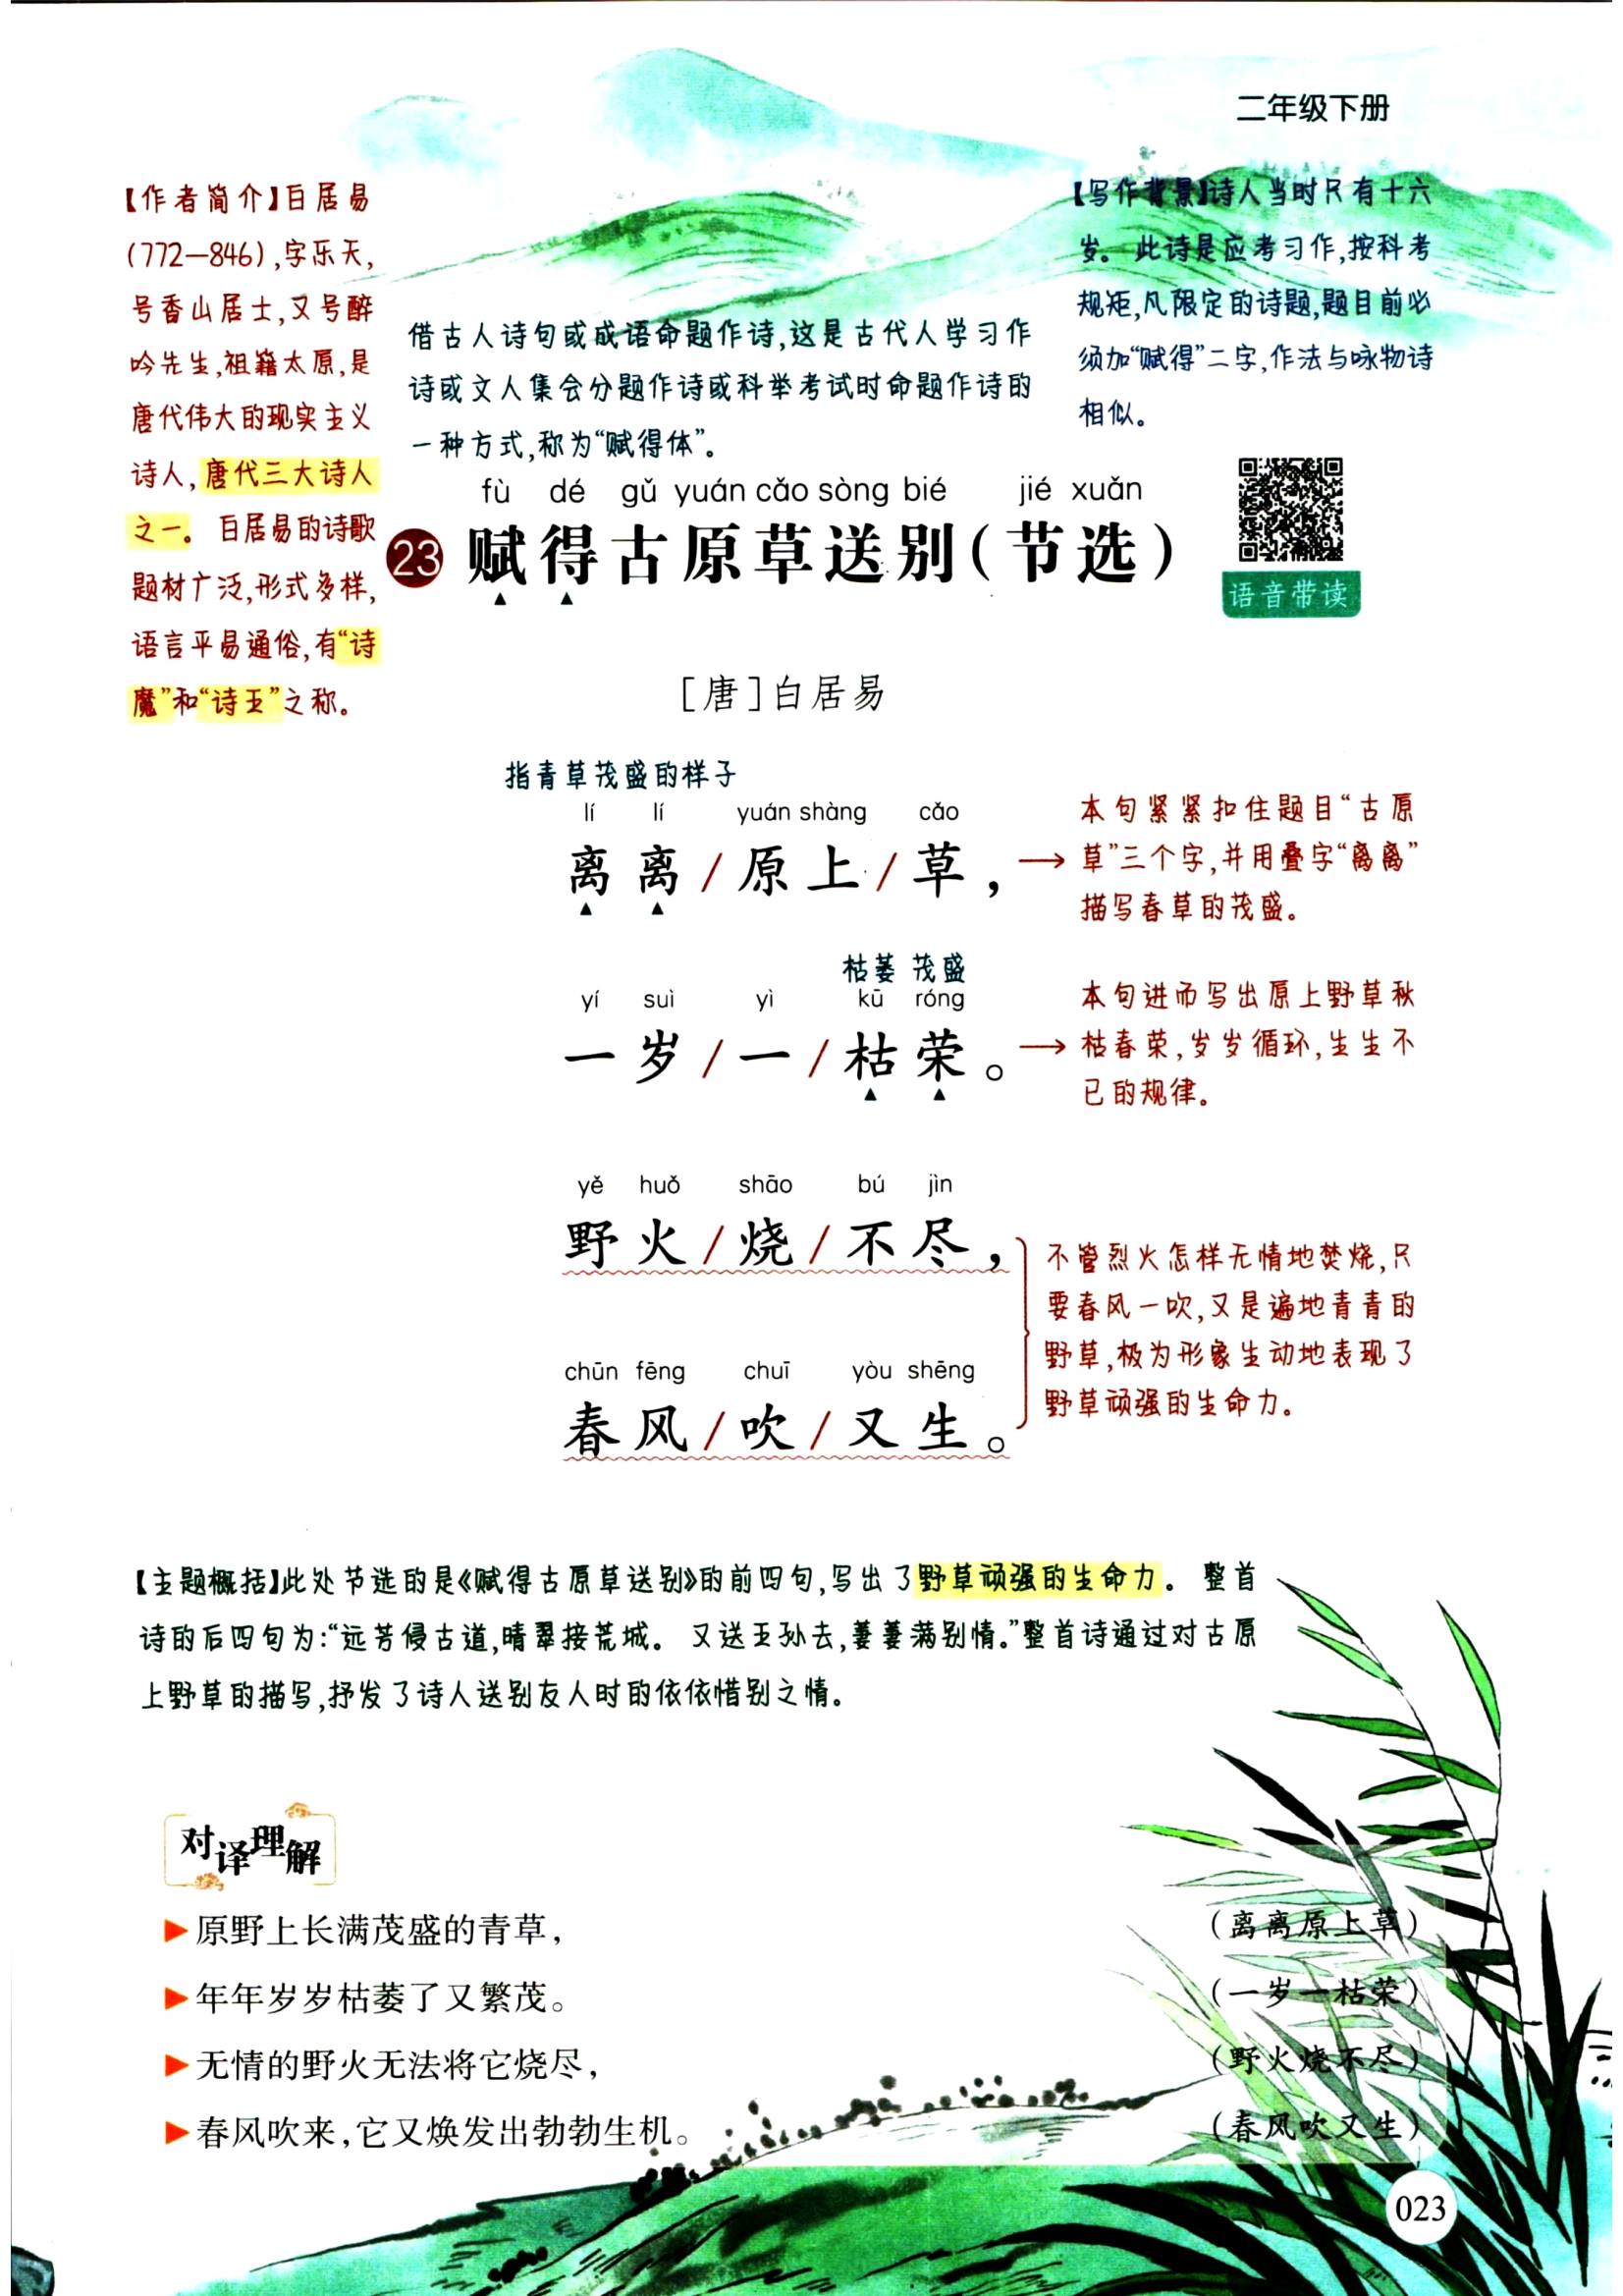 二年级下册
【作者简介】白居易
(772—846),字乐天,
号香山居士,又号醉
吟先生,祖籍太原,是
唐代伟大的现实主义
诗人,唐代三大诗人
之一。 白居易的诗歌
题材广泛,形式多样,
语言平易通俗,有“诗
魔”和“诗王”之称。
借古人诗句或成语命题作诗,这是古代人学习作
诗或文人集会分题作诗或科举考试时命题作诗的
一种方式,称为“赋得体”。
【写作背景】诗人当时只有十六
岁。 此诗是应考习作,按科考
规矩,凡限定的诗题,题目前必
须加“赋得”二字,作法与咏物诗
相似。
fù dé gǔ yuán cǎo sòng bié jié xuǎn
23 赋得古原草送别(节选)
语音带读
[唐]白居易
指青草茂盛的样子
lí lí yuán shàng cǎo
离离/原上/草,
本句紧紧扣住题目“古原
草”三个字,并用叠字“离离”
描写春草的茂盛。
枯萎 茂盛
yí suì yì kū róng
一岁/一/枯荣。
本句进而写出原上野草秋
枯春荣,岁岁循环,生生不
已的规律。
yě huǒ shāo bú jìn
野火/烧/不尽,
chūn fēng chuī yòu shēng
春风/吹/又生。
不管烈火怎样无情地焚烧,只
要春风一吹,又是遍地青青的
野草,极为形象生动地表现了
野草顽强的生命力。
【主题概括】此处节选的是《赋得古原草送别》的前四句,写出了野草顽强的生命力。 整首
诗的后四句为:“远芳侵古道,晴翠接荒城。 又送王孙去,萋萋满别情。”整首诗通过对古原
上野草的描写,抒发了诗人送别友人时的依依惜别之情。
对译理解
▶原野上长满茂盛的青草, (离离原上草)
▶年年岁岁枯萎了又繁茂。 (一岁一枯荣)
▶无情的野火无法将它烧尽, (野火烧不尽)
▶春风吹来,它又焕发出勃勃生机。 (春风吹又生)
023